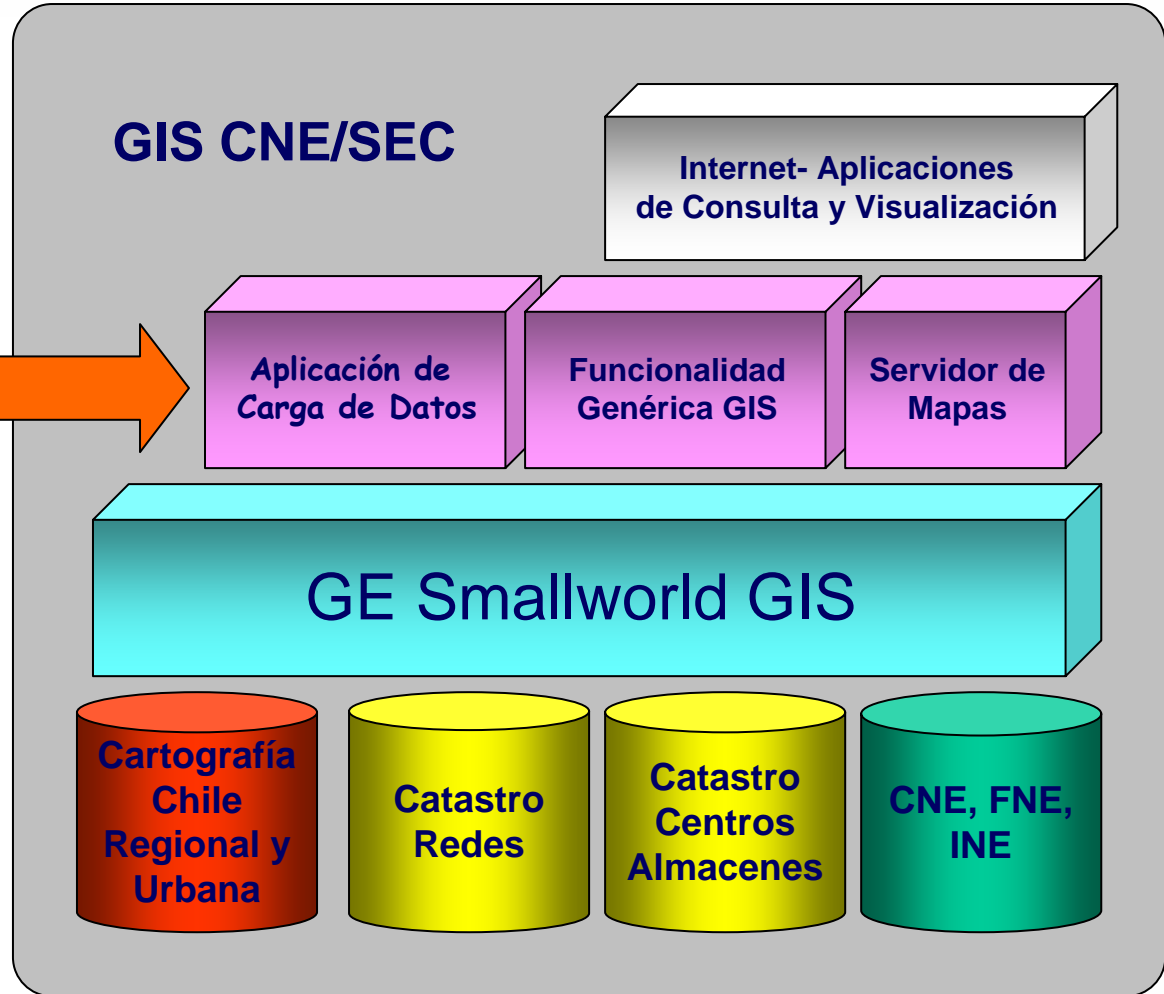 GIS CNE/SEC
Internet- Aplicaciones
de Consulta y Visualización
Aplicación de
Carga de Datos
Funcionalidad
Genérica GIS
Servidor de
Mapas
GE Smallworld GIS
Cartografía
Chile
Regional y
Urbana
Catastro
Redes
Catastro
Centros
Almacenes
CNE, FNE,
INE